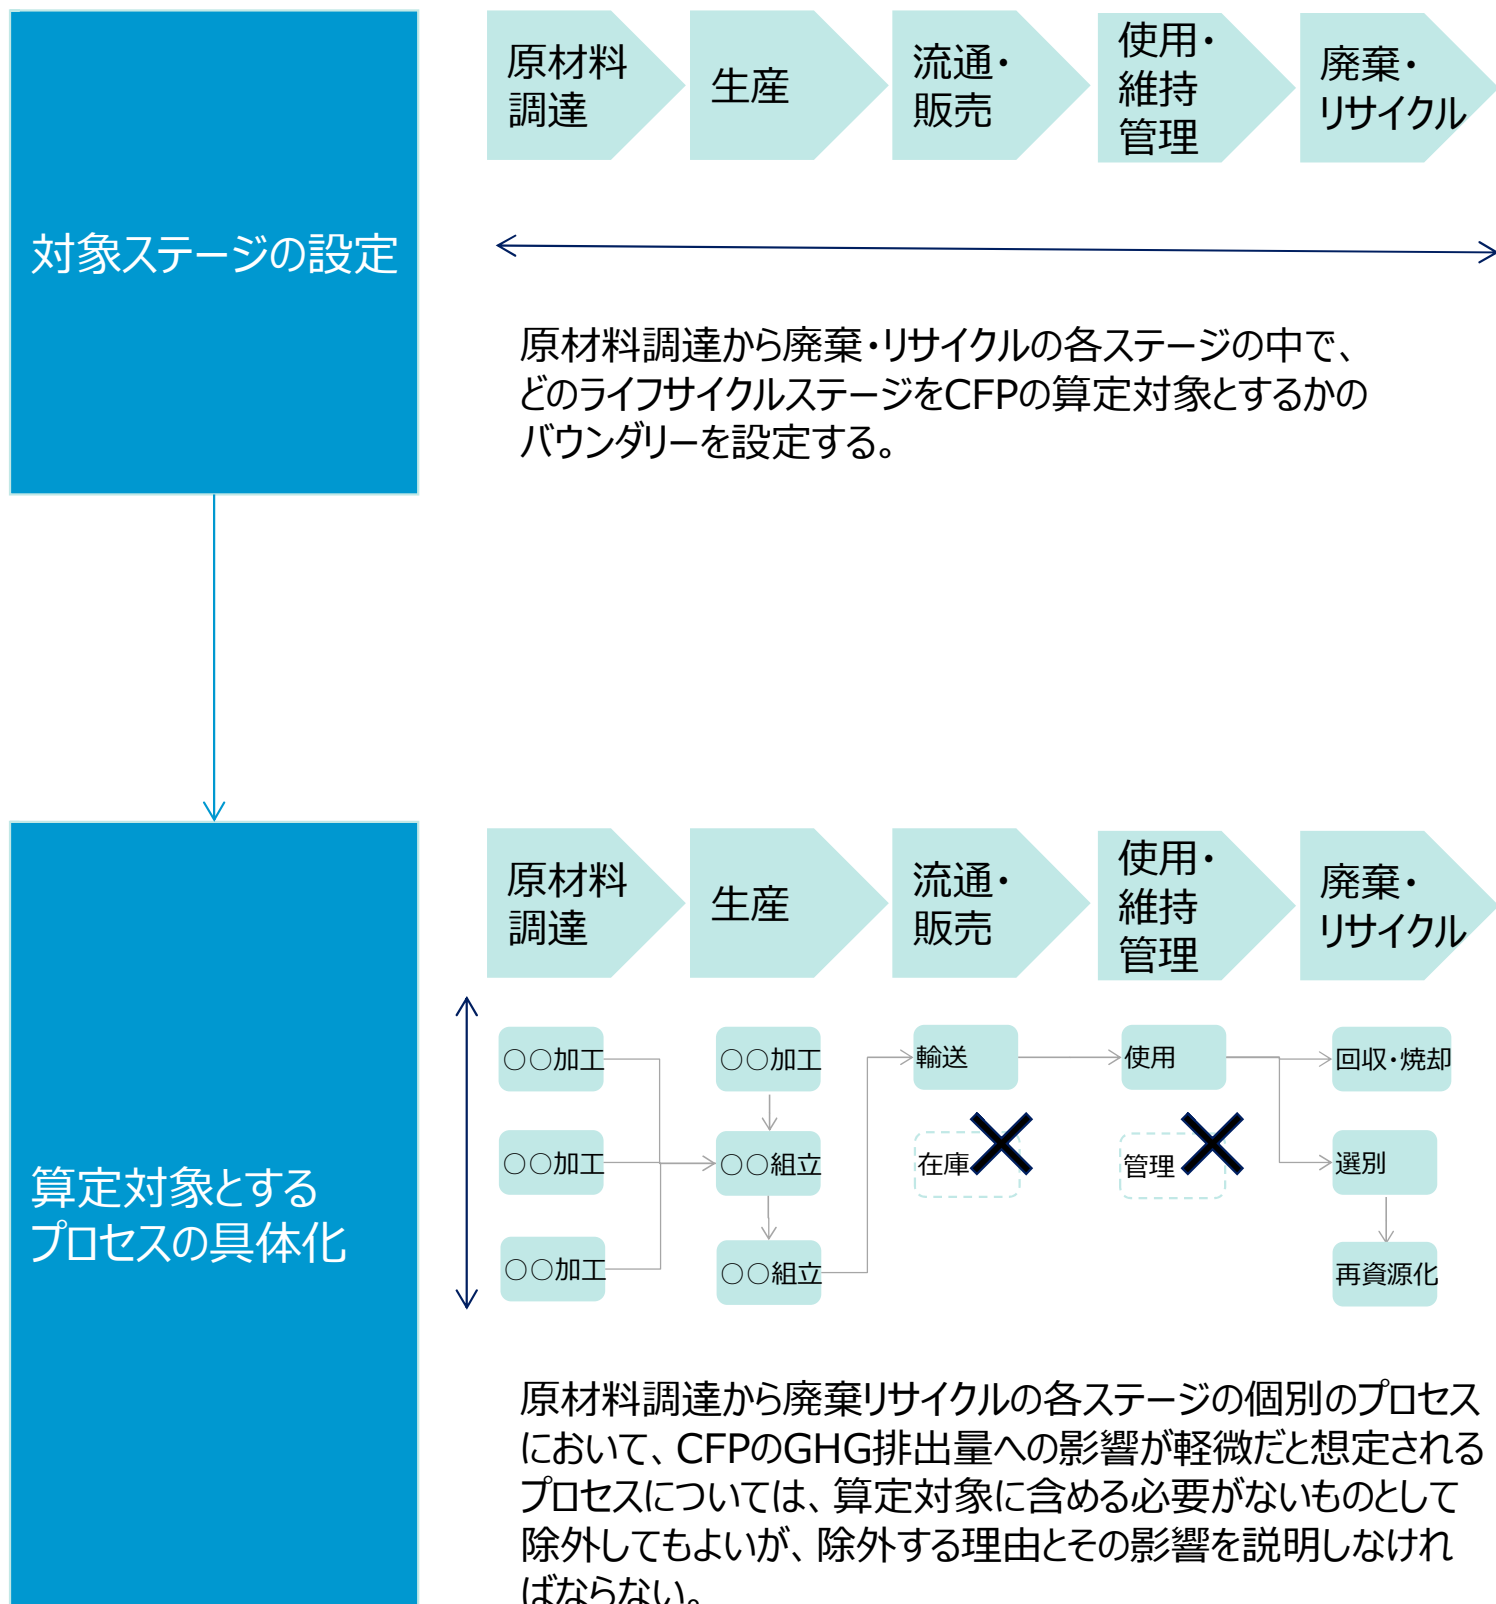 対象ステージの設定
原材料
調達
生産
流通・
販売
使用・
維持
管理
廃棄・
リサイクル
原材料調達から廃棄・リサイクルの各ステージの中で、
どのライフサイクルステージをCFPの算定対象とするかの
バウンダリーを設定する。
算定対象とする
プロセスの具体化
原材料
調達
生産
流通・
販売
使用・
維持
管理
廃棄・
リサイクル
○○加工
○○加工
輸送
使用
回収・焼却
○○加工
○○組立
在庫
管理
選別
○○加工
○○組立
再資源化
原材料調達から廃棄リサイクルの各ステージの個別のプロセス
において、CFPのGHG排出量への影響が軽微だと想定される
プロセスについては、算定対象に含める必要がないものとして
除外してもよいが、除外する理由とその影響を説明しなけれ
ばならない。